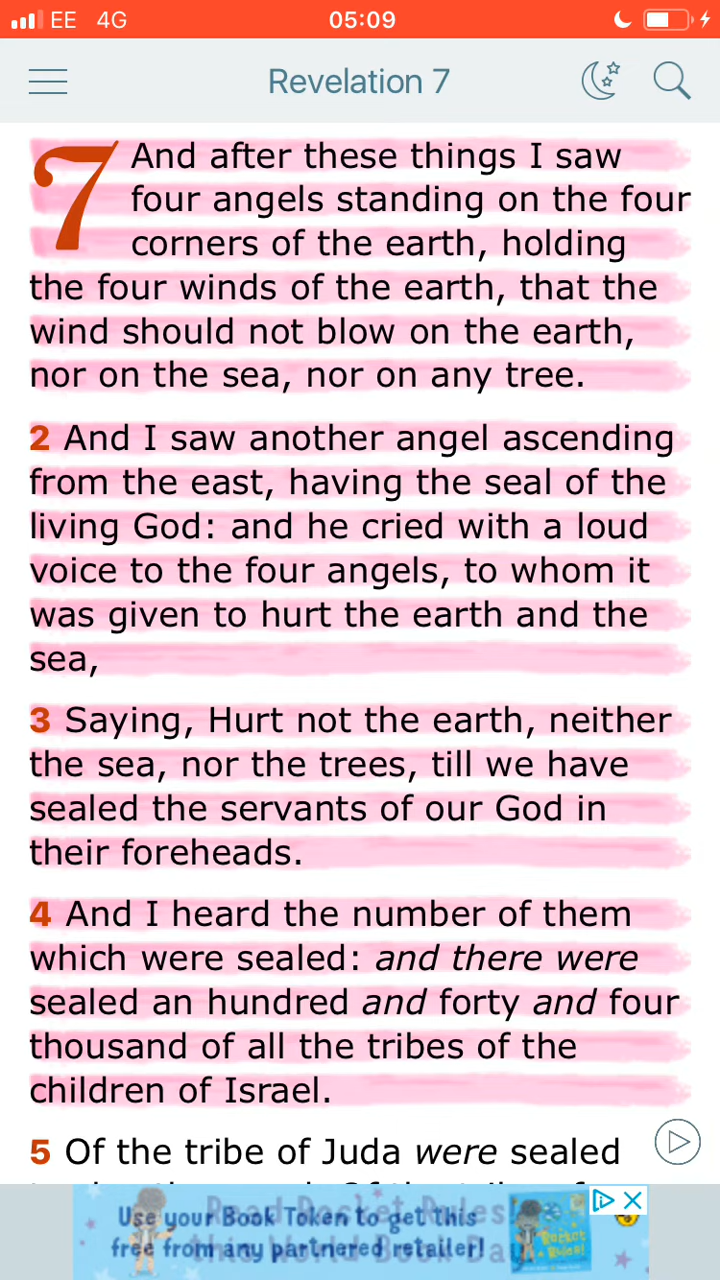 EE 4G 05:09
Revelation 7
7 And after these things I saw
four angels standing on the four
corners of the earth, holding
the four winds of the earth, that the
wind should not blow on the earth,
nor on the sea, nor on any tree.
2 And I saw another angel ascending
from the east, having the seal of the
living God: and he cried with a loud
voice to the four angels, to whom it
was given to hurt the earth and the
sea,
3 Saying, Hurt not the earth, neither
the sea, nor the trees, till we have
sealed the servants of our God in
their foreheads.
4 And I heard the number of them
which were sealed: and there were
sealed an hundred and forty and four
thousand of all the tribes of the
children of Israel.
5 Of the tribe of Juda were sealed
Use your Book Token to get this
free from any partnered retailer!